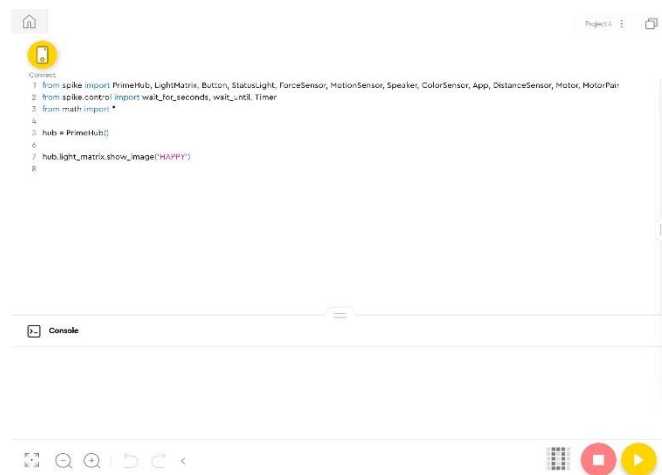 Project 4
Connect
1 from spike import PrimeHub, LightMatrix, Button, StatusLight, ForceSensor, MotionSensor, Speaker, ColorSensor, App, DistanceSensor, Motor, MotorPair
2 from spike.control import wait_for_seconds, wait_until, Timer
3 from math import *
4
5 hub = PrimeHub()
6
7 hub.light_matrix.show_image('HAPPY')
8
Console